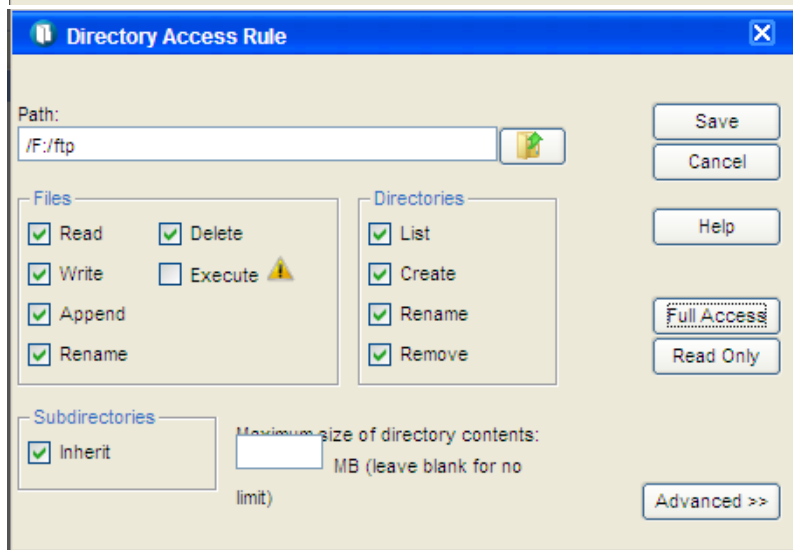 Directory Access Rule
Path:
/F:/ftp
Save
Cancel
Help
Full Access
Read Only
Files
Read
Delete
Write
Execute
Append
Rename
Directories
List
Create
Rename
Remove
Subdirectories
Inherit
Maximum size of directory contents:
MB (leave blank for no
limit)
Advanced >>